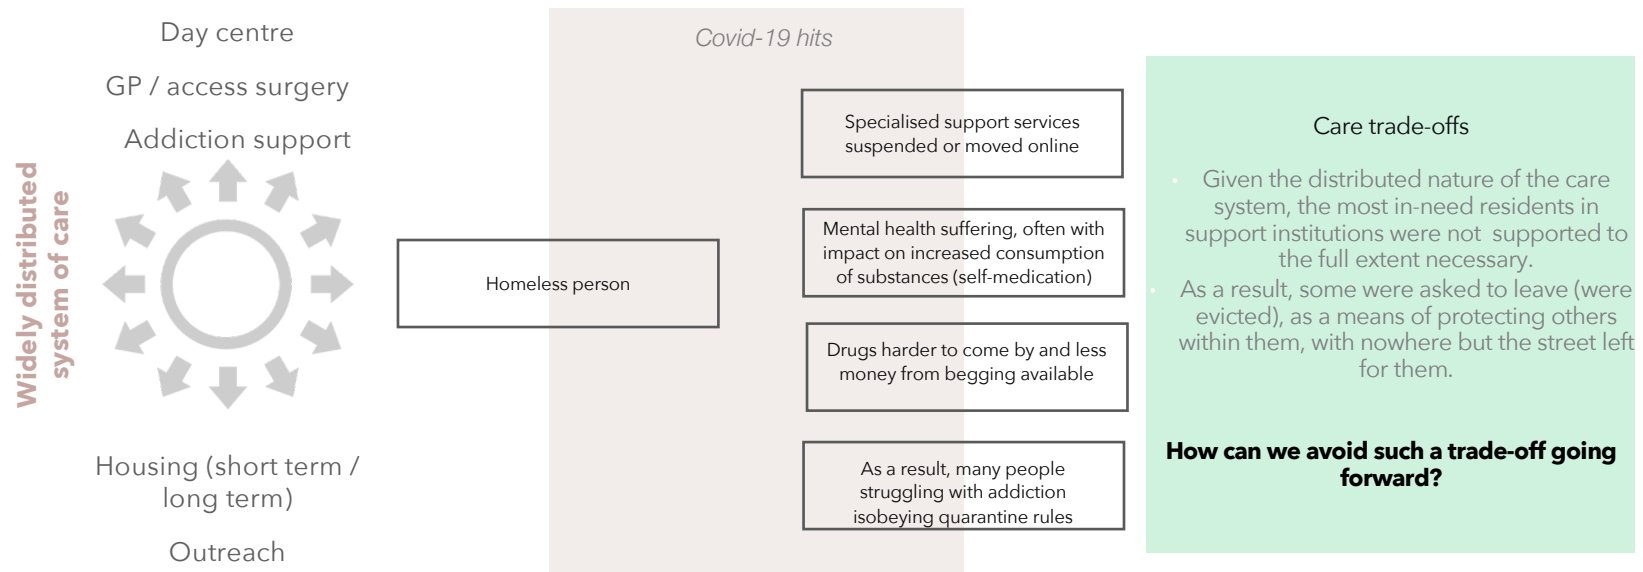 Widely distributed
system of care
Day centre
GP / access surgery
Addiction support
Housing (short term /
long term)
Outreach
Homeless person
Covid-19 hits
Specialised support services
suspended or moved online
Mental health suffering, often with
impact on increased consumption
of substances (self-medication)
Drugs harder to come by and less
money from begging available
As a result, many people
struggling with addiction
isobeying quarantine rules
Care trade-offs
• Given the distributed nature of the care
system, the most in-need residents in
support institutions were not supported to
the full extent necessary.
• As a result, some were asked to leave (were
evicted), as a means of protecting others
within them, with nowhere but the street left
for them.
How can we avoid such a trade-off going
forward?